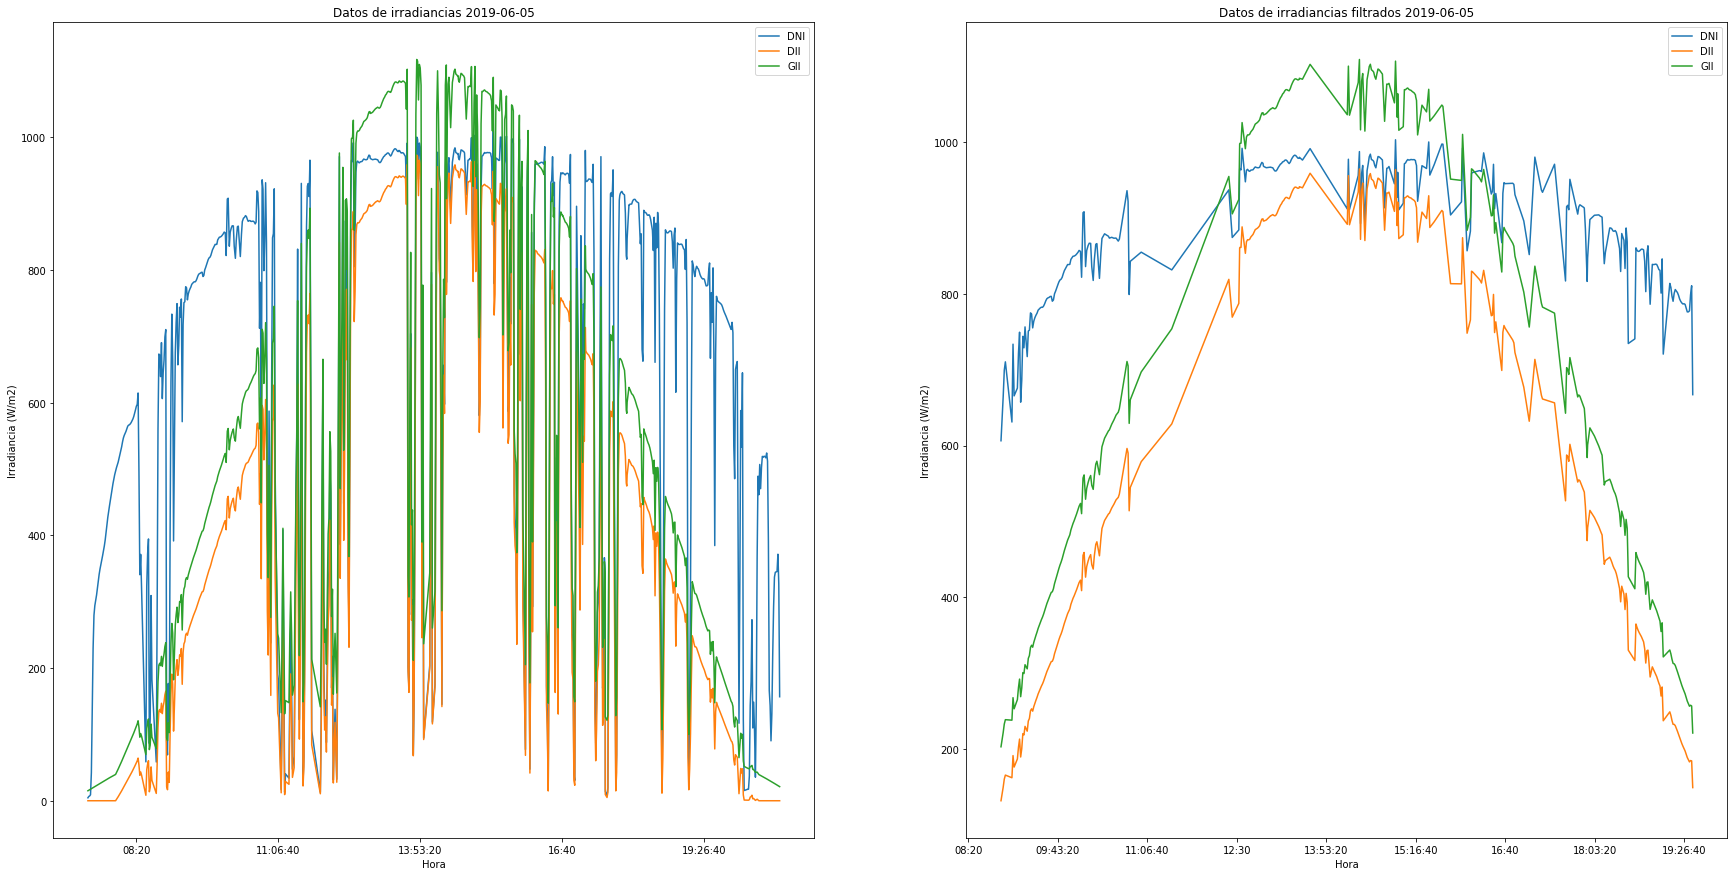 Datos de irradiancias 2019-06-05
DNI
DII
GII
Irradiancia (W/m2)
1000
800
600
400
200
0
08:20
11:06:40
13:53:20
16:40
19:26:40
Hora
Datos de irradiancias filtrados 2019-06-05
DNI
DII
GII
Irradiancia (W/m2)
1000
800
600
400
200
08:20
09:43:20
11:06:40
12:30
13:53:20
15:16:40
16:40
18:03:20
19:26:40
Hora